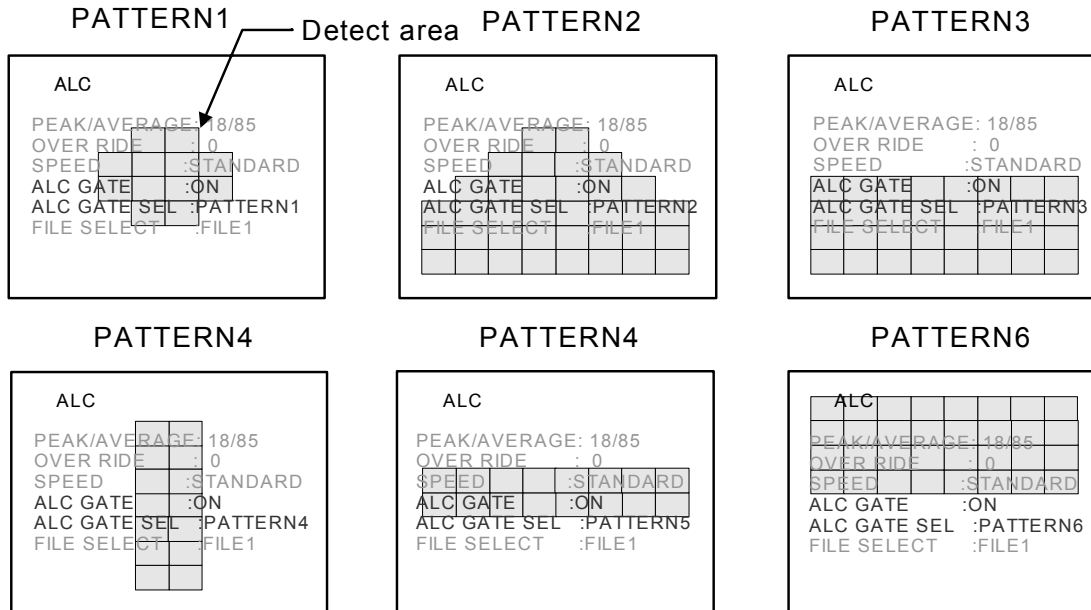 PATTERN1
Detect area
ALC
PEAK/AVERAGE: 18/85
OVER RIDE : 0
SPEED :STANDARD
ALC GATE :ON
ALC GATE SEL :PATTERN1
FILE SELECT :FILE1
PATTERN2
ALC
PEAK/AVERAGE: 18/85
OVER RIDE : 0
SPEED :STANDARD
ALC GATE :ON
ALC GATE SEL :PATTERN2
FILE SELECT :FILE1
PATTERN3
ALC
PEAK/AVERAGE: 18/85
OVER RIDE : 0
SPEED :STANDARD
ALC GATE :ON
ALC GATE SEL :PATTERN3
FILE SELECT :FILE1
PATTERN4
ALC
PEAK/AVERAGE: 18/85
OVER RIDE : 0
SPEED :STANDARD
ALC GATE :ON
ALC GATE SEL :PATTERN4
FILE SELECT :FILE1
PATTERN4
ALC
PEAK/AVERAGE: 18/85
OVER RIDE : 0
SPEED :STANDARD
ALC GATE :ON
ALC GATE SEL :PATTERN5
FILE SELECT :FILE1
PATTERN6
ALC
PEAK/AVERAGE: 18/85
OVER RIDE : 0
SPEED :STANDARD
ALC GATE :ON
ALC GATE SEL :PATTERN6
FILE SELECT :FILE1